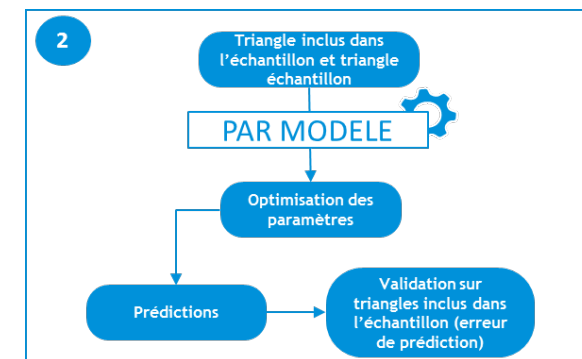 2
Triangle inclus dans
l'échantillon et triangle
échantillon
PAR MODELE
Optimisation des
paramètres
Prédictions
Validation sur
triangles inclus dans
l'échantillon (erreur
de prédiction)